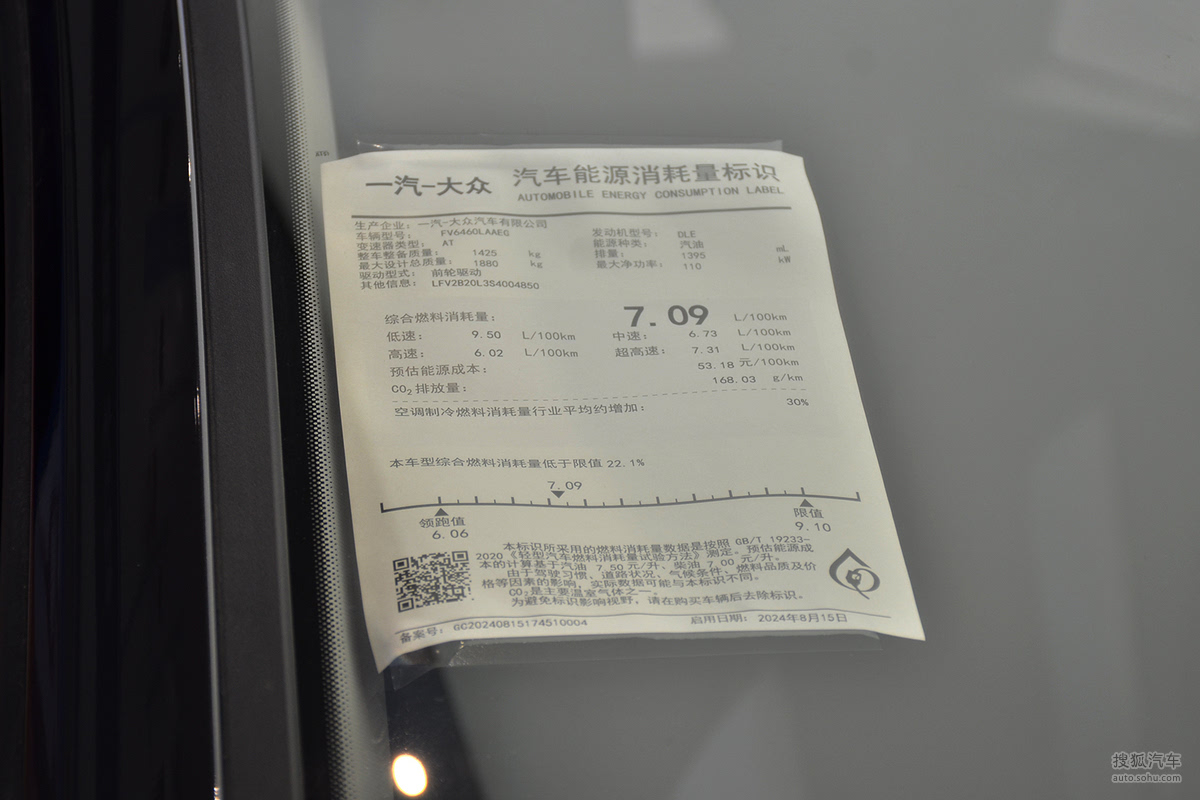 一汽-大众 汽车能源消耗量标识
AUTOMOBILE ENERGY CONSUMPTION LABEL
生产企业: 一汽-大众汽车有限公司
车辆型号: FV6460LAAEG 发动机型号: DLE
变速器类型: AT 能源种类: 汽油
整车整备质量: 1425 kg 排量: 1395 mL
最大设计总质量: 1880 kg 最大净功率: 110 kW
驱动型式: 前轮驱动
其他信息: LFV2B20L3S4004850
综合燃料消耗量: 7.09 L/100km
低速: 9.50 L/100km 中速: 6.73 L/100km
高速: 6.02 L/100km 超高速: 7.31 L/100km
预估能源成本: 53.18 元/100km
CO₂排放量: 168.03 g/km
空调制冷燃料消耗量行业平均约增加: 30%
本车型综合燃料消耗量低于限值 22.1%
7.09
领跑值 限值
6.06 9.10
本标识所采用的燃料消耗量数据是按照 GB/T 19233-
2020《轻型汽车燃料消耗量试验方法》测定。预估能源成
本的计算基于汽油 7.50 元/升、柴油 7.00 元/升。
由于驾驶习惯、道路状况、气候条件、燃料品质及价
格等因素的影响,实际数据可能与本标识不同。
CO₂是主要温室气体之一。
为避免标识影响视野,请在购买车辆后去除标识。
备案号: GC20240815174510004 启用日期: 2024年8月15日
搜狐汽车
auto.sohu.com